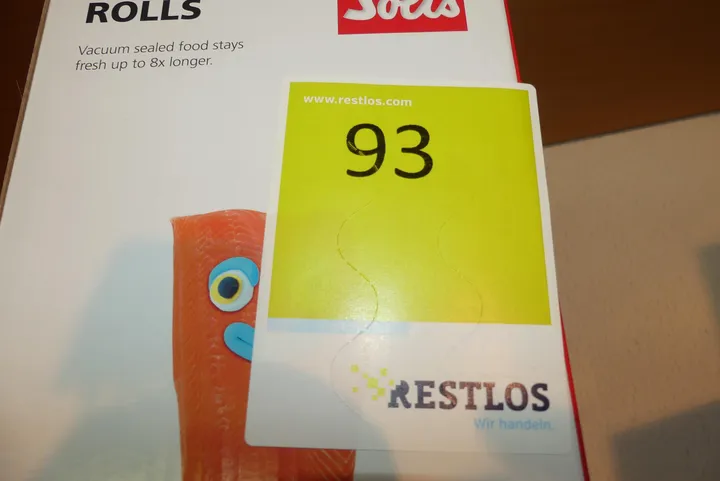 ROLLS
Solis
Vacuum sealed food stays
fresh up to 8x longer.
www.restlos.com
93
RESTLOS
Wir handeln.